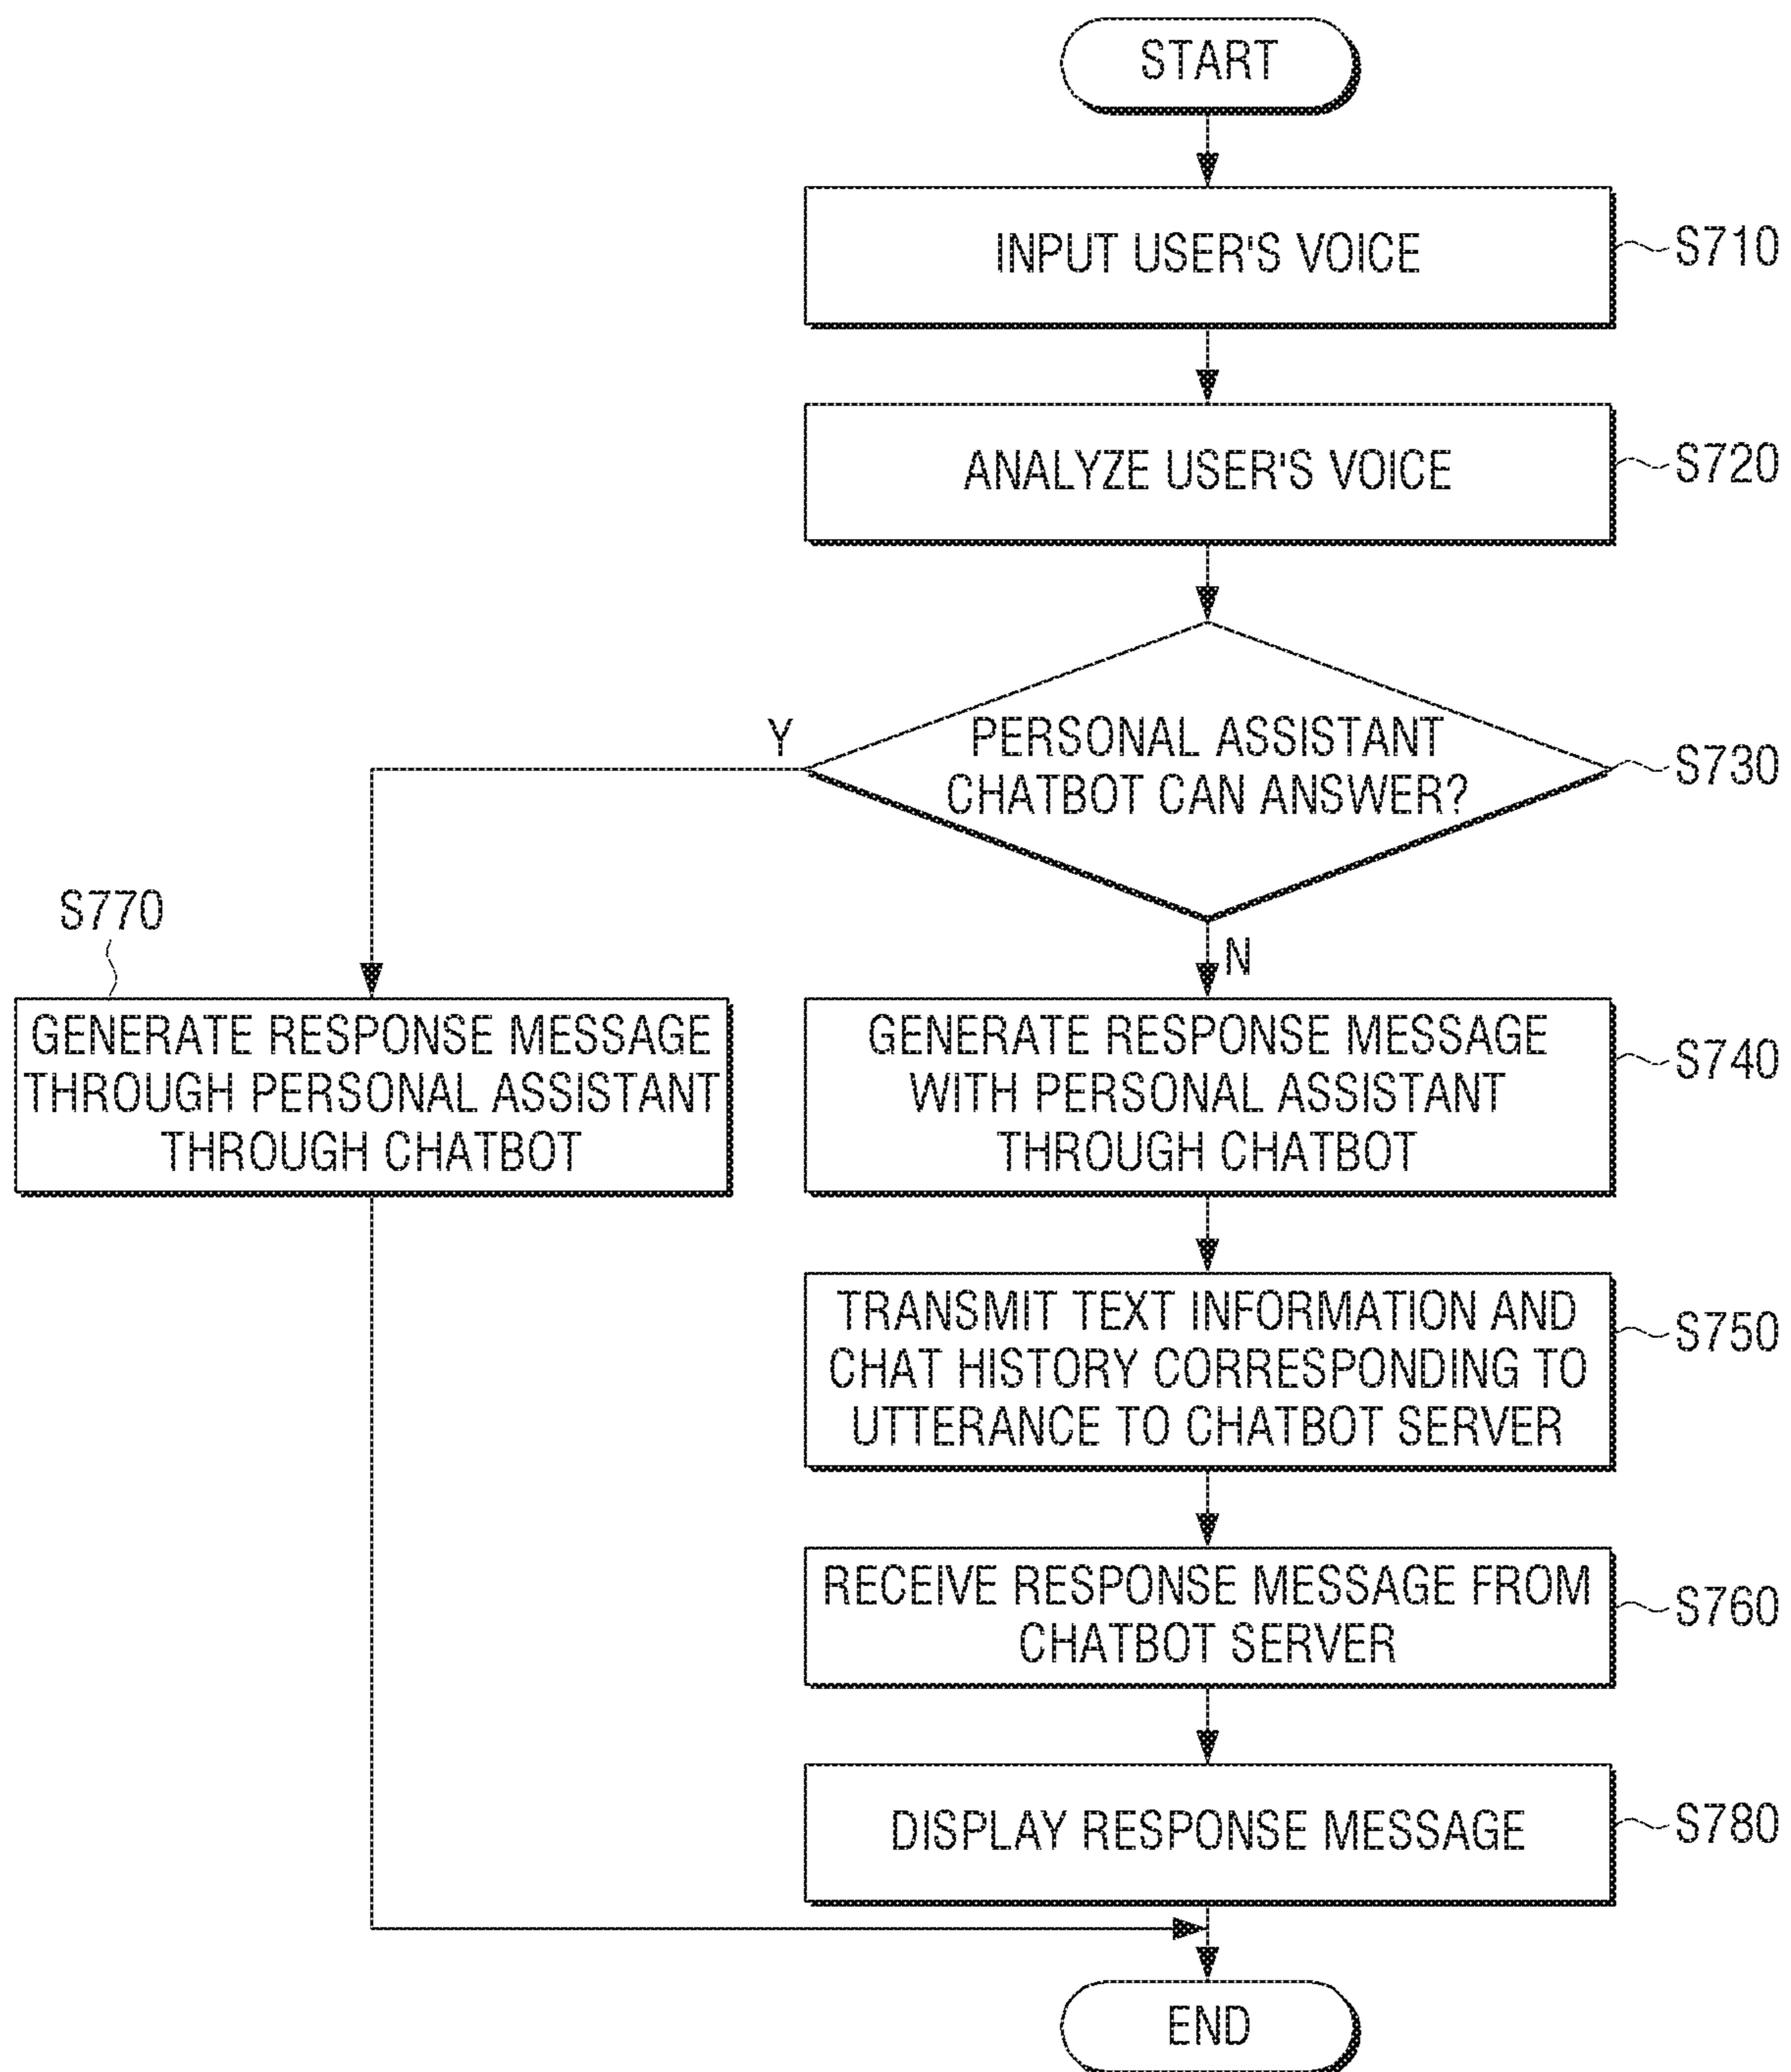 START
INPUT USER'S VOICE
S710
ANALYZE USER'S VOICE
S720
PERSONAL ASSISTANT
CHATBOT CAN ANSWER?
S730
Y
N
S770
GENERATE RESPONSE MESSAGE
THROUGH PERSONAL ASSISTANT
THROUGH CHATBOT
GENERATE RESPONSE MESSAGE
WITH PERSONAL ASSISTANT
THROUGH CHATBOT
S740
TRANSMIT TEXT INFORMATION AND
CHAT HISTORY CORRESPONDING TO
UTTERANCE TO CHATBOT SERVER
S750
RECEIVE RESPONSE MESSAGE FROM
CHATBOT SERVER
S760
DISPLAY RESPONSE MESSAGE
S780
END